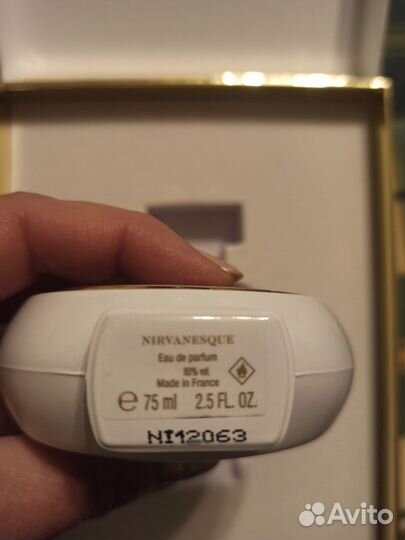 NIRVANESQUE
Eau de parfum
80% vol.
Made in France
℮ 75 ml 2.5 FL. OZ.
NI12063
Avito